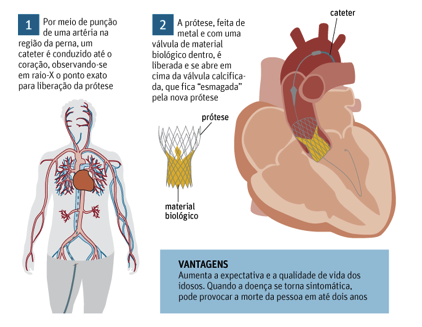 1 Por meio de punção
de uma artéria na
região da perna, um
cateter é conduzido até o
coração, observando-se
em raio-X o ponto exato
para liberação da prótese
2 A prótese, feita de
metal e com uma
válvula de material
biológico dentro, é
liberada e se abre em
cima da válvula calcifica-
da, que fica “esmagada”
pela nova prótese
cateter
prótese
material
biológico
VANTAGENS
Aumenta a expectativa e a qualidade de vida dos
idosos. Quando a doença se torna sintomática,
pode provocar a morte da pessoa em até dois anos